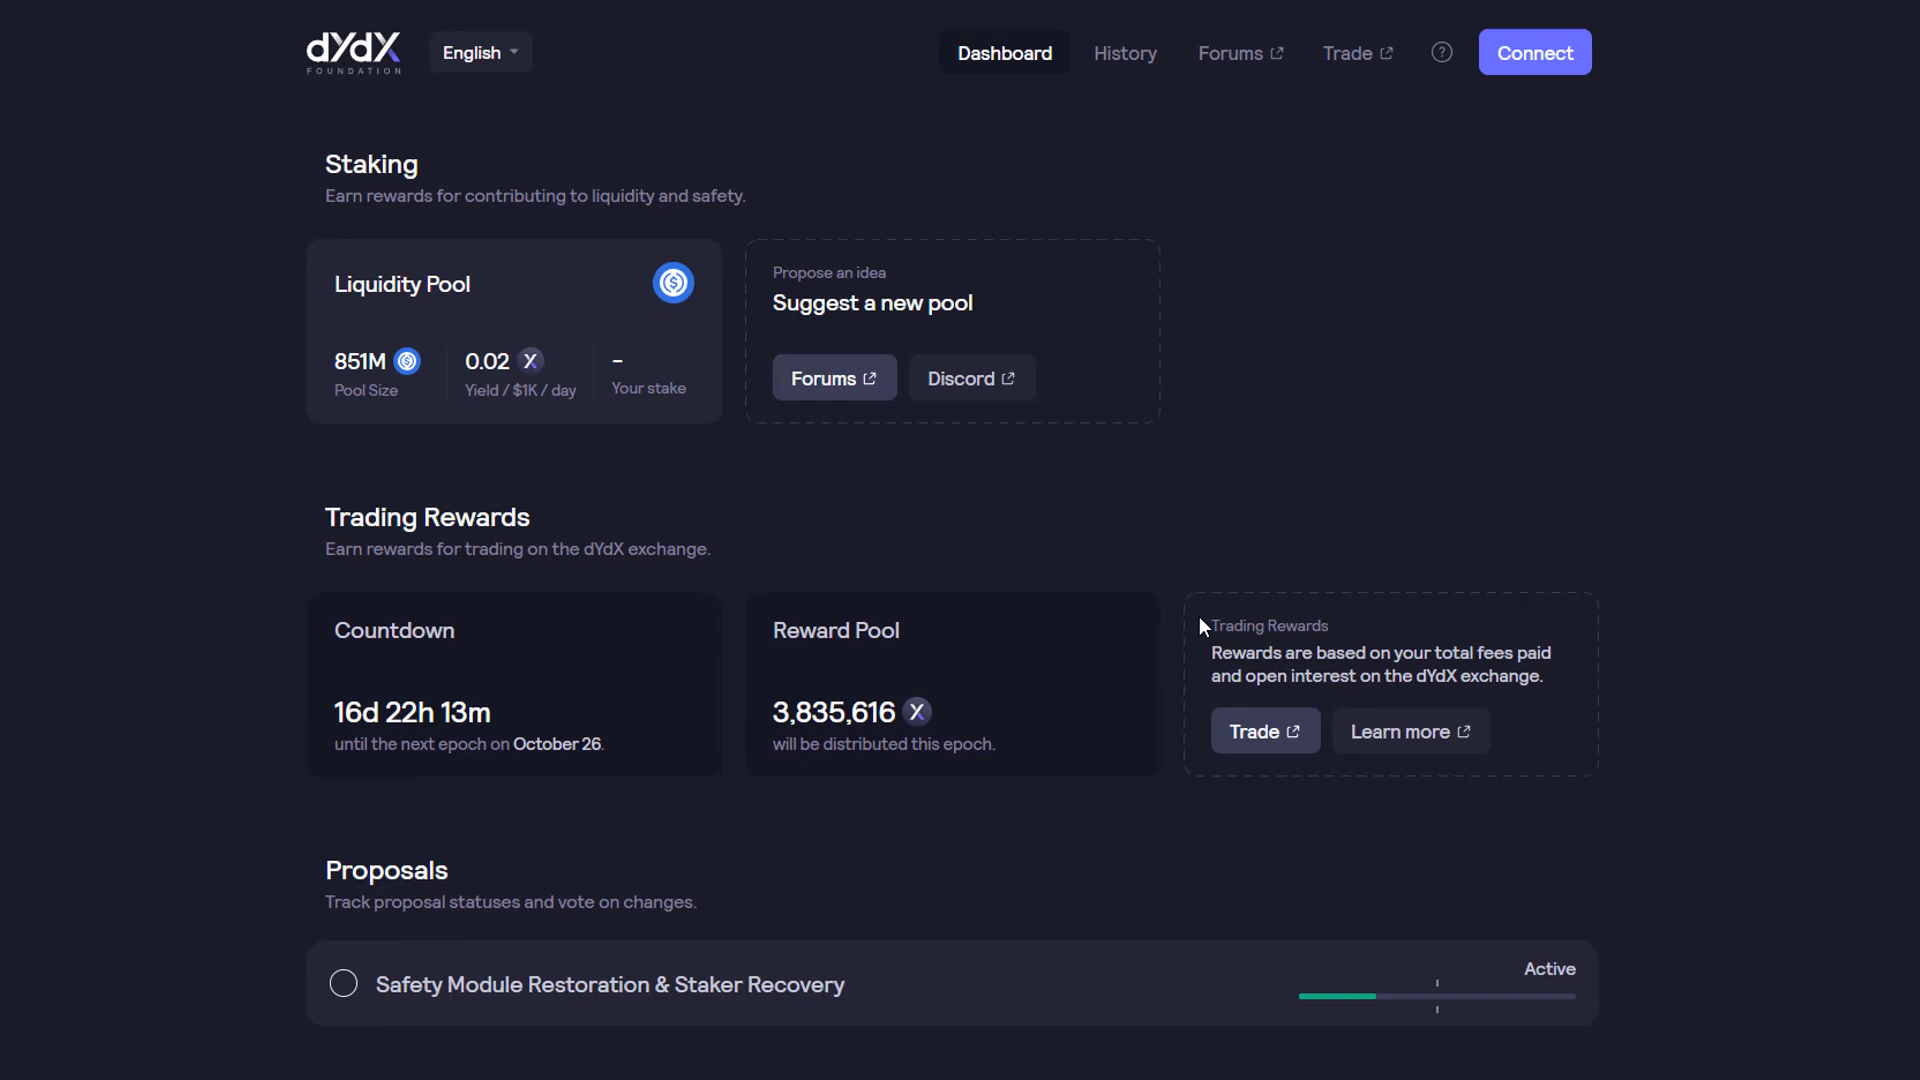 dYdX
FOUNDATION
English
Dashboard
History
Forums
Trade
?
Connect
Staking
Earn rewards for contributing to liquidity and safety.
Liquidity Pool
851M
Pool Size
0.02 X
Yield / $1K / day
-
Your stake
Propose an idea
Suggest a new pool
Forums
Discord
Trading Rewards
Earn rewards for trading on the dYdX exchange.
Countdown
16d 22h 13m
until the next epoch on October 26.
Reward Pool
3,835,616 X
will be distributed this epoch.
Trading Rewards
Rewards are based on your total fees paid
and open interest on the dYdX exchange.
Trade
Learn more
Proposals
Track proposal statuses and vote on changes.
Safety Module Restoration & Staker Recovery
Active